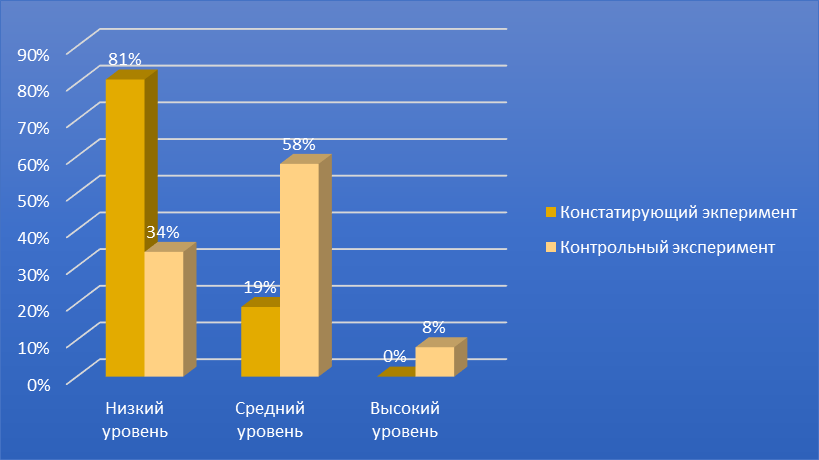 90%
80%
70%
60%
50%
40%
30%
20%
10%
0%
81%
34%
19%
58%
0%
8%
Низкий
уровень
Средний
уровень
Высокий
уровень
Констатирующий экперимент
Контрольный эксперимент